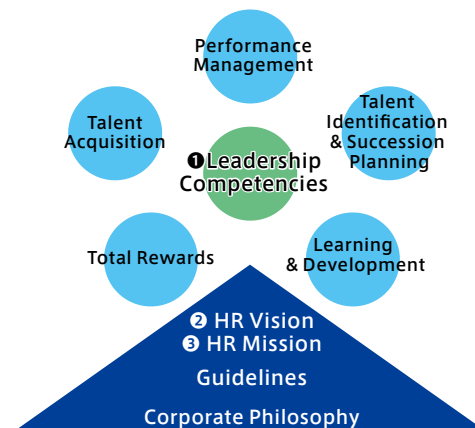 Performance
Management
Talent
Acquisition
Talent
Identification
& Succession
Planning
❶Leadership
Competencies
Total Rewards
Learning
& Development
❷ HR Vision
❸ HR Mission
Guidelines
Corporate Philosophy